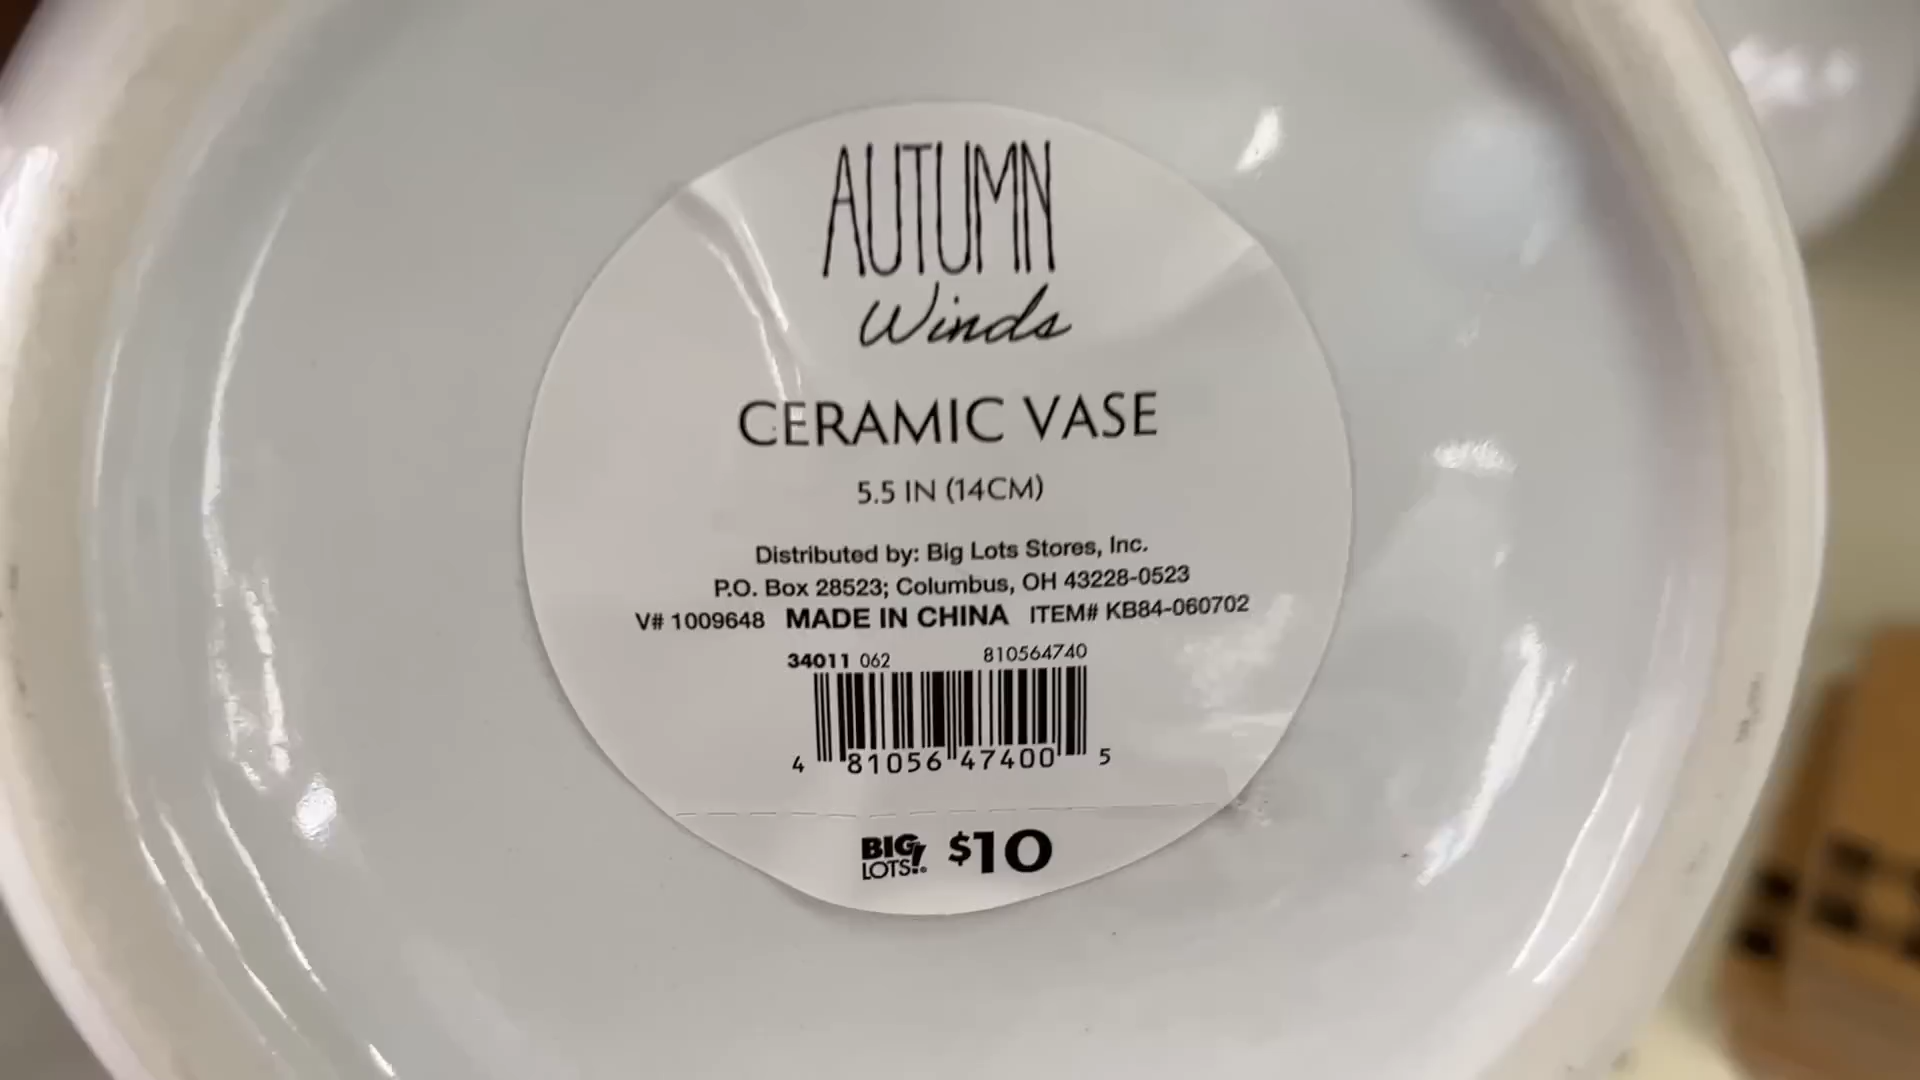 AUTUMN
Winds
CERAMIC VASE
5.5 IN (14CM)
Distributed by: Big Lots Stores, Inc.
P.O. Box 28523; Columbus, OH 43228-0523
V# 1009648 MADE IN CHINA ITEM# KB84-060702
34011 062 810564740
4 81056 47400 5
BIG LOTS! $10